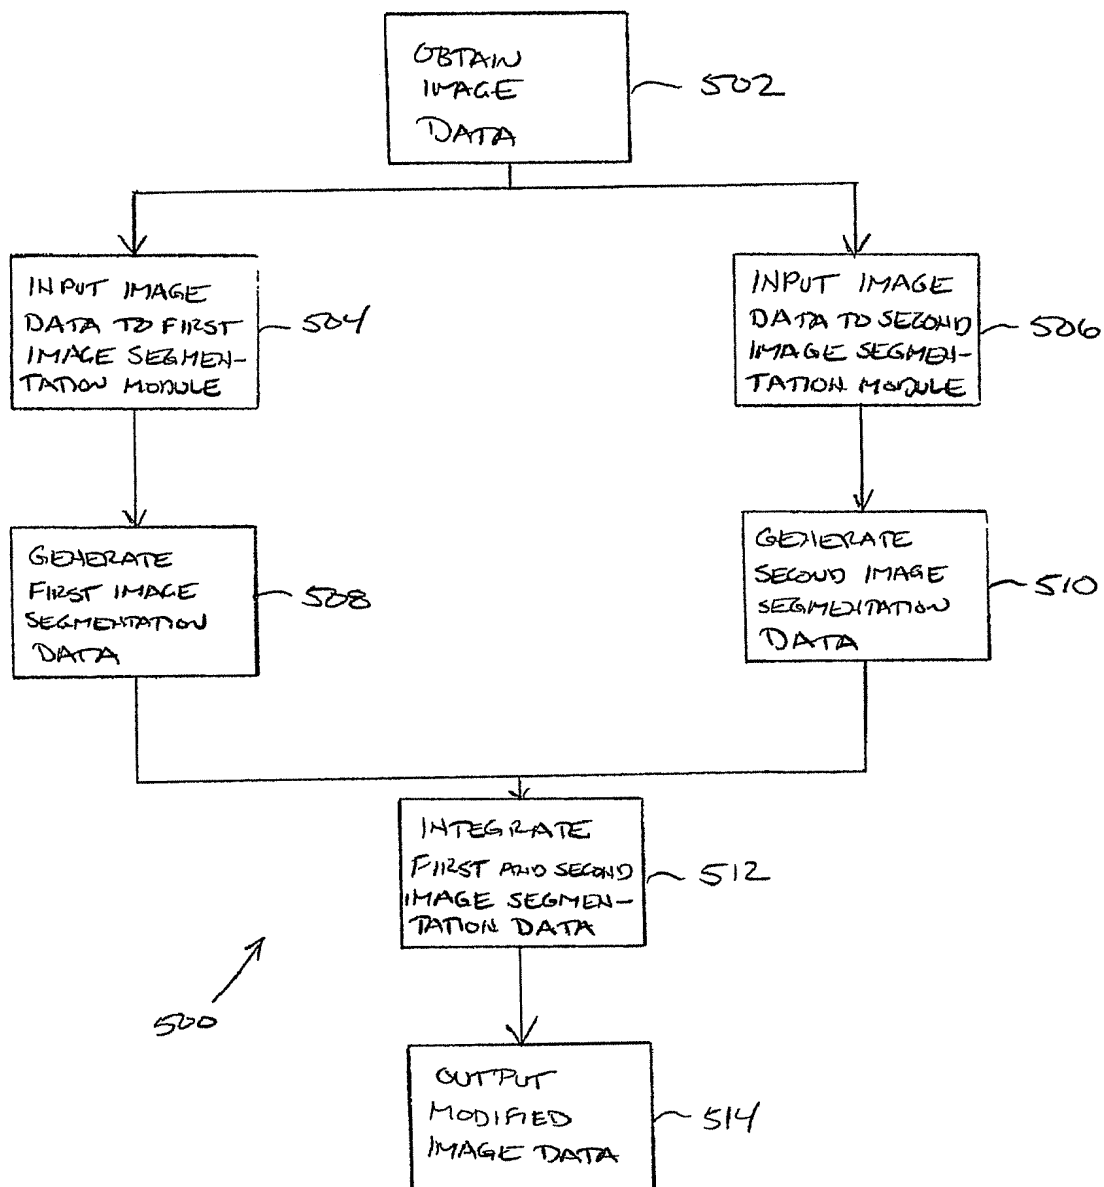 OBTAIN
IMAGE
DATA
502
INPUT IMAGE
DATA TO FIRST
IMAGE SEGMEN-
TATION MODULE
504
INPUT IMAGE
DATA TO SECOND
IMAGE SEGMEN-
TATION MODULE
506
GENERATE
FIRST IMAGE
SEGMENTATION
DATA
508
GENERATE
SECOND IMAGE
SEGMENTATION
DATA
510
INTEGRATE
FIRST AND SECOND
IMAGE SEGMEN-
TATION DATA
512
500
OUTPUT
MODIFIED
IMAGE DATA
514